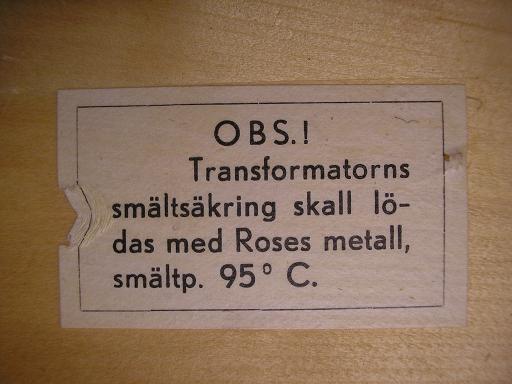 OBS.!
Transformatorns
smältsäkring skall lö-
das med Roses metall,
smältp. 95° C.